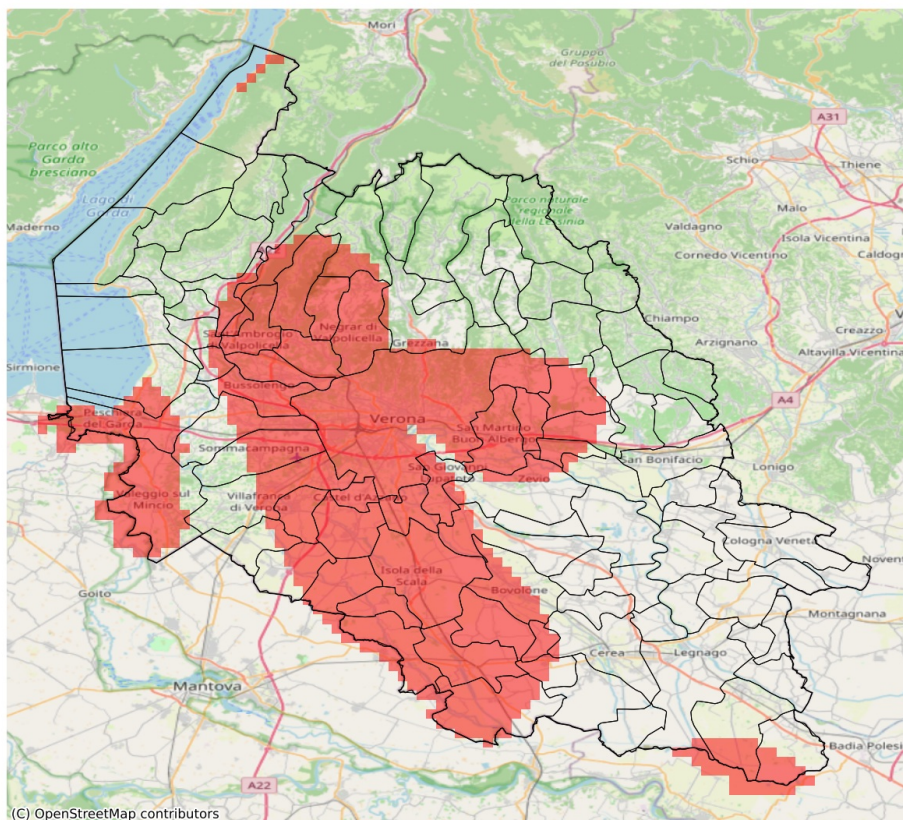 Mori
Gruppo
del Pasubio
A31
Parco alto
Garda
bresciano
Schio
Thiene
Lago di
Garda
Parco naturale
regionale
della Lessinia
Malo
Maderno
Valdagno
Isola Vicentina
Cornedo Vicentino
Caldogno
Chiampo
Negrar di
Valpolicella
Sant'Ambrogio
di Valpolicella
Grezzana
Creazzo
Arzignano
Altavilla Vicentina
Sirmione
Bussolengo
A4
Peschiera
del Garda
Verona
San Martino
Buon Albergo
Sommacampagna
San Bonifacio
Lonigo
San Giovanni
Lupatoto
Zevio
Valeggio sul
Mincio
Villafranca
di Verona
Castel d'Azzano
Cologna Veneta
Noven
Isola della
Scala
Bovolone
Goito
Montagnana
Cerea
Legnago
Mantova
Badia Polesi
A22
(C) OpenStreetMap contributors